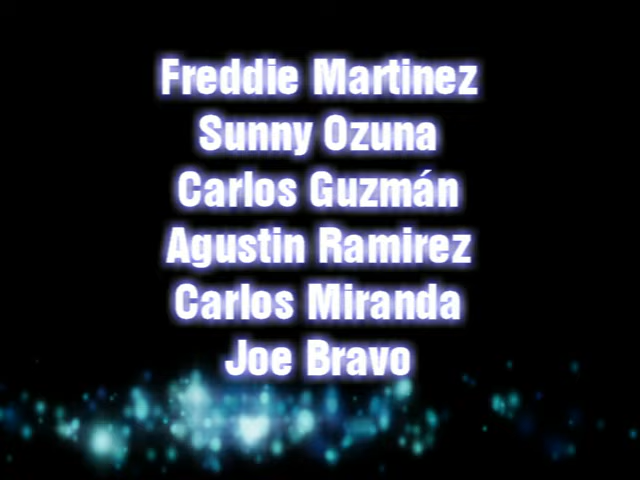 Freddie Martinez
Sunny Ozuna
Carlos Guzmán
Agustin Ramirez
Carlos Miranda
Joe Bravo